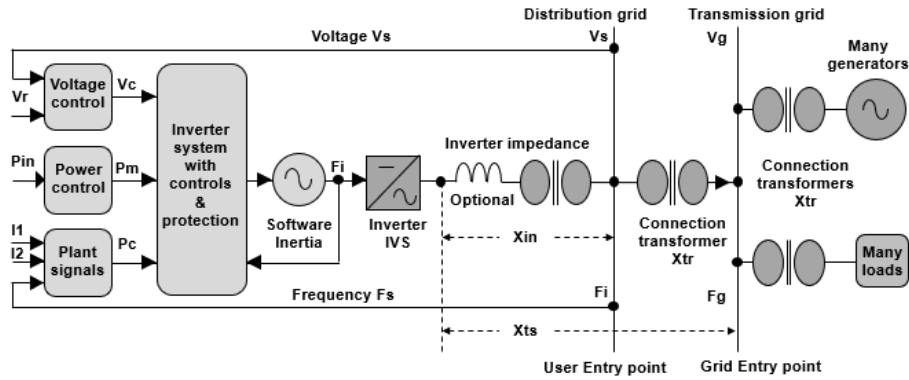 Distribution grid
Transmission grid
Voltage Vs
Vs
Vg
Many
generators
Voltage
control
Vc
Vr
Inverter
system
with
controls
&
protection
Inverter impedance
Pin
Power
control
Pm
Fi
Optional
Connection
transformers
Xtr
Software
Inertia
Inverter
IVS
Connection
transformer
Xtr
I1
I2
Plant
signals
Pc
Xin
Many
loads
Frequency Fs
Fi
Fg
Xts
User Entry point
Grid Entry point